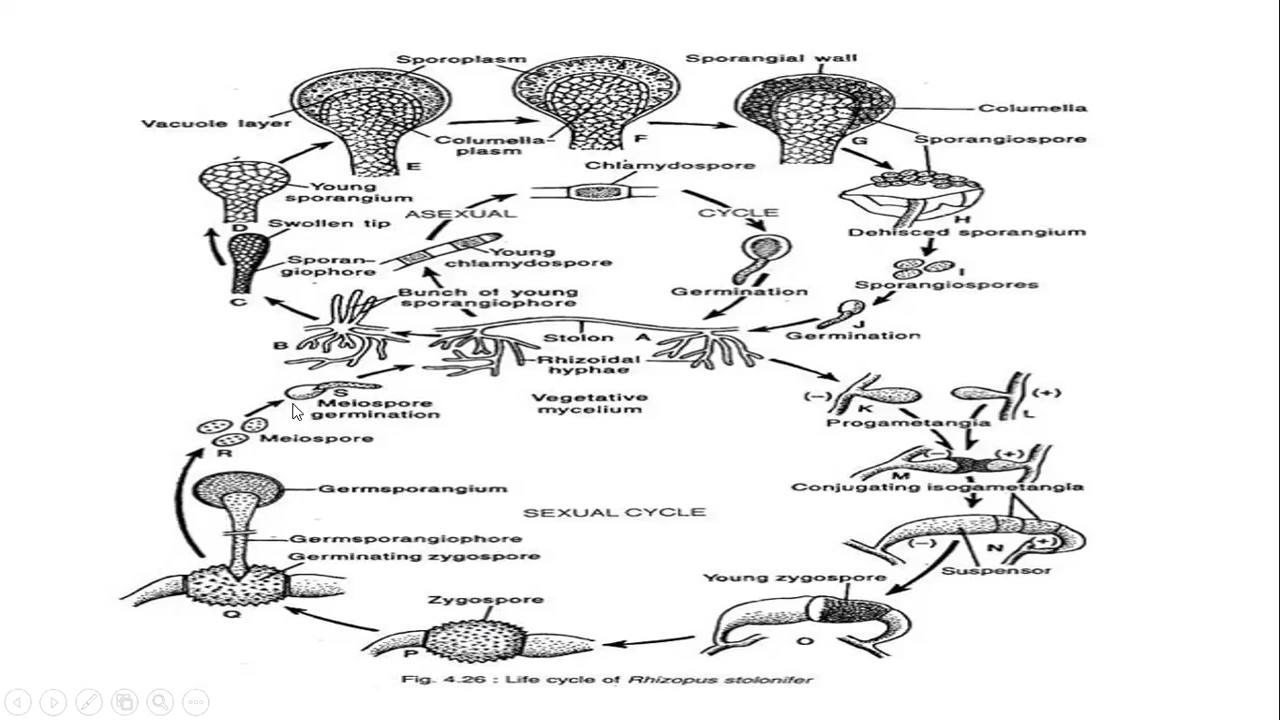 Sporoplasm
Sporangial wall
Vacuole layer
Columella-
plasm
F
Columella
Sporangiospore
G
E
Chlamydospore
Young
sporangium
D
ASEXUAL
CYCLE
H
Dehisced sporangium
Swollen tip
Sporan-
giophore
Young
chlamydospore
C
I
Sporangiospores
Bunch of young
sporangiophore
Germination
J
Germination
B
Stolon
A
Rhizoidal
hyphae
S
Meiospore
germination
Vegetative
mycelium
(-)
K
(+)
L
Progametangia
Meiospore
R
(-)
(+)
M
Conjugating isogametangia
Germsporangium
SEXUAL CYCLE
Germsporangiophore
Germinating zygospore
(-)
N
(+)
Suspensor
Young zygospore
Q
Zygospore
P
O
Fig. 4.26 : Life cycle of Rhizopus stolonifer